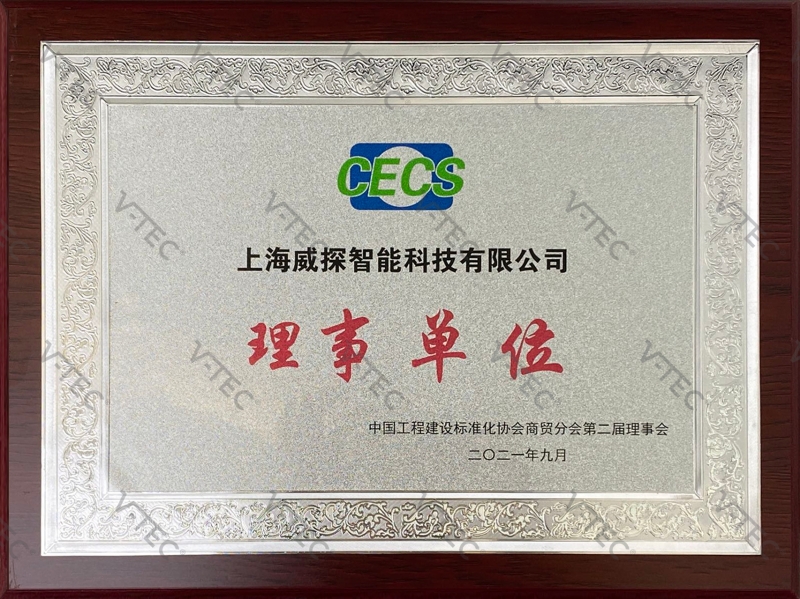 CECS
上海威探智能科技有限公司
理事单位
中国工程建设标准化协会商贸分会第二届理事会
二〇二一年九月
V-TEC